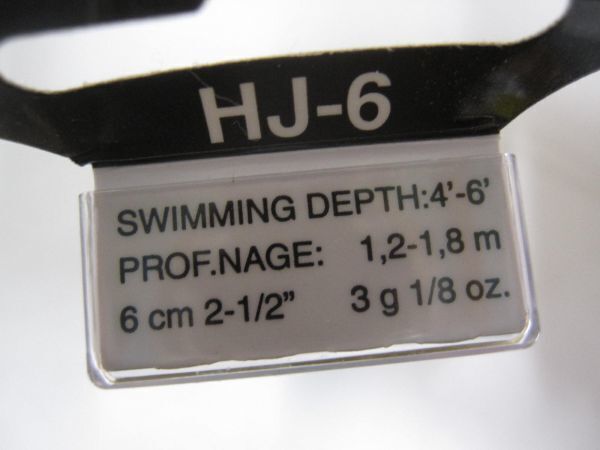 HJ-6
SWIMMING DEPTH:4'-6'
PROF.NAGE: 1,2-1,8 m
6 cm 2-1/2" 3 g 1/8 oz.